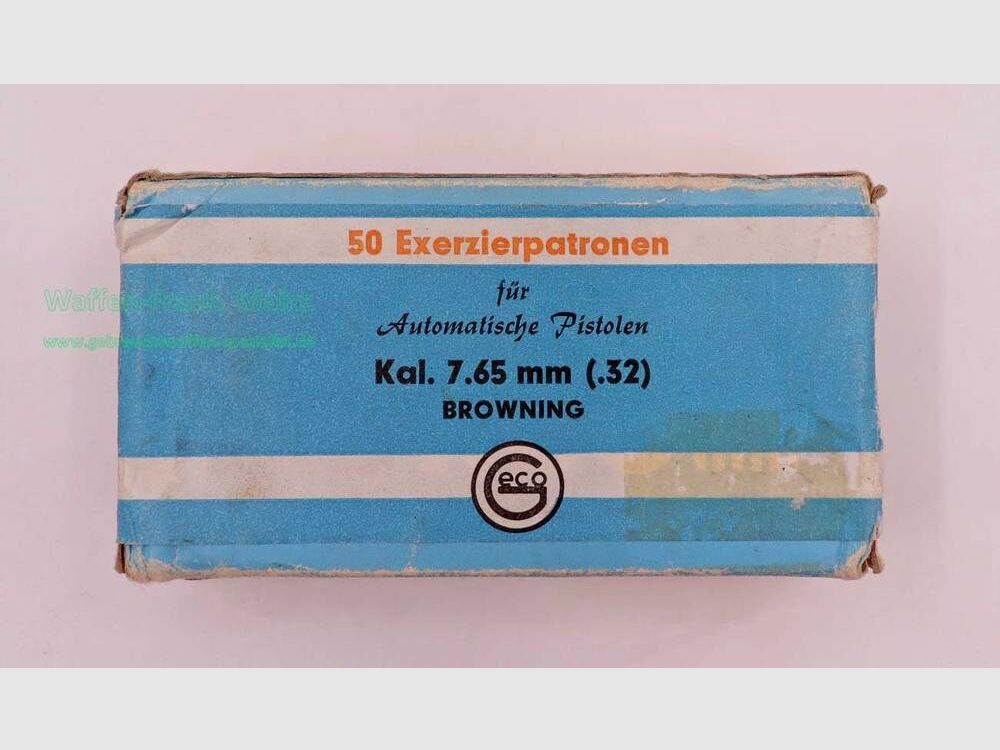 50 Exerzierpatronen
für
Automatische Pistolen
Kal. 7.65 mm (.32)
BROWNING
Geco